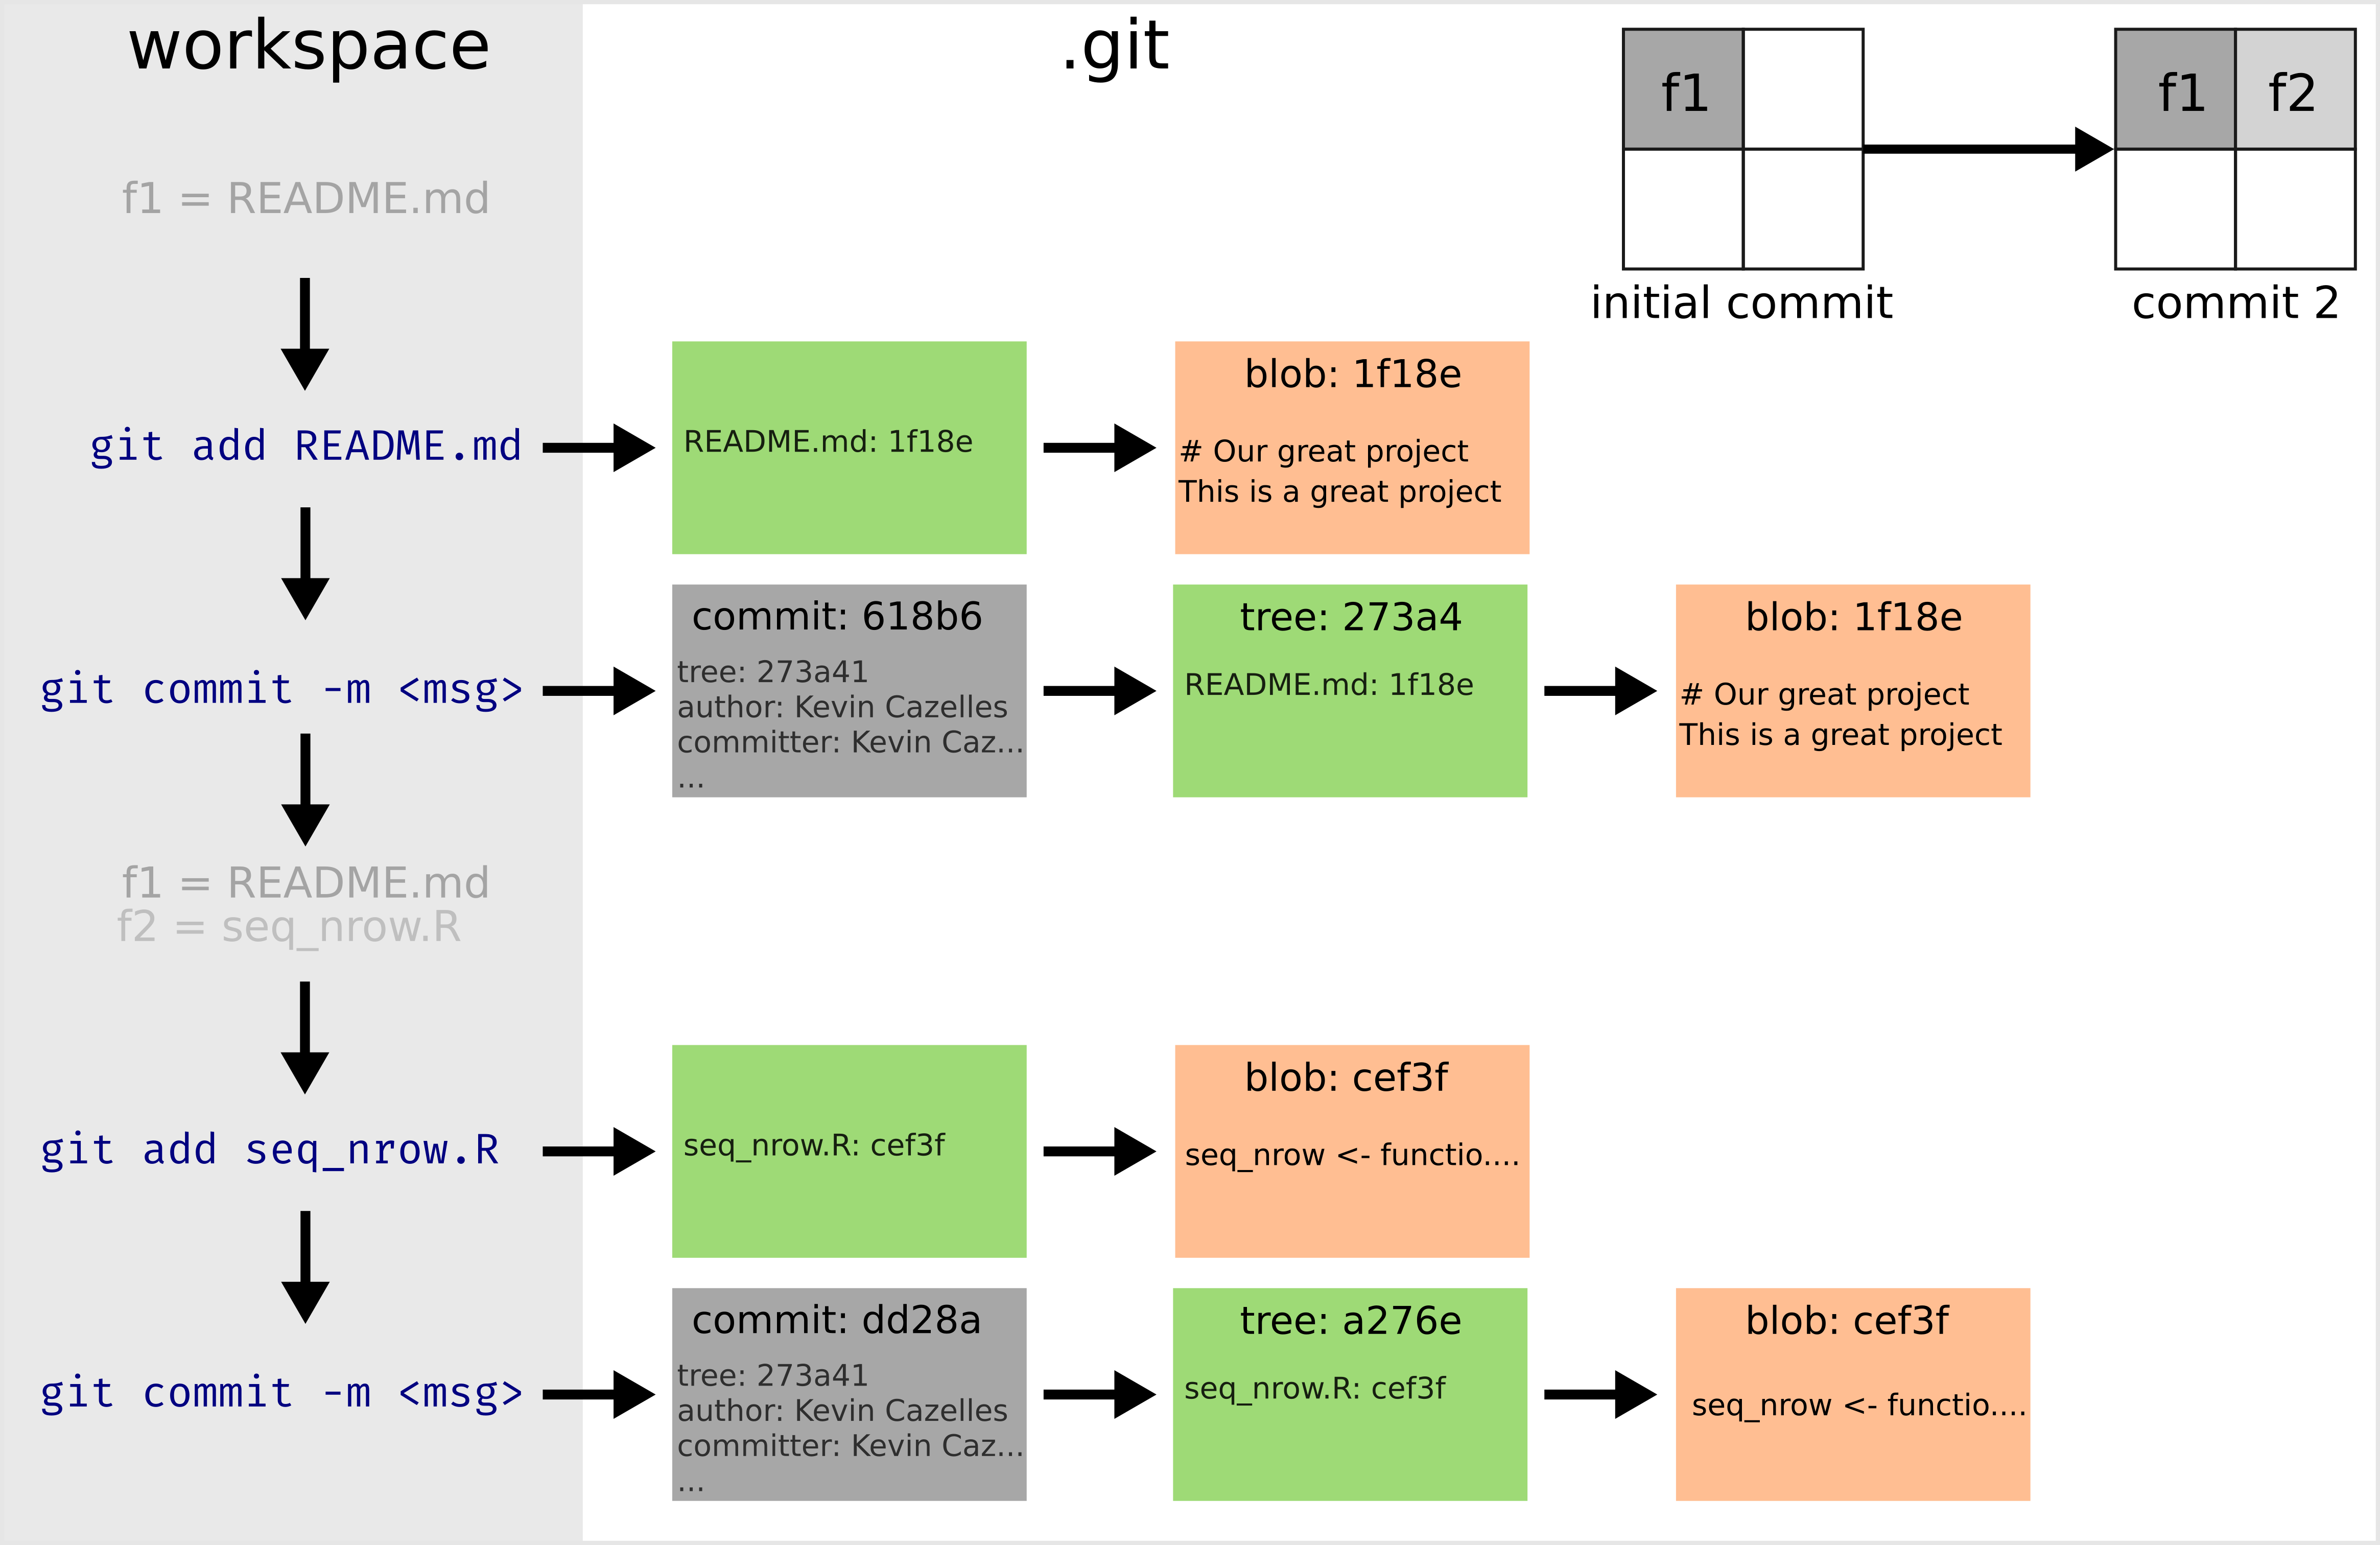 workspace
.git
f1
f1 f2
initial commit
commit 2
f1 = README.md
git add README.md
README.md: 1f18e
blob: 1f18e
# Our great project
This is a great project
git commit -m <msg>
commit: 618b6
tree: 273a41
author: Kevin Cazelles
committer: Kevin Caz...
...
tree: 273a4
README.md: 1f18e
blob: 1f18e
# Our great project
This is a great project
f1 = README.md
f2 = seq_nrow.R
git add seq_nrow.R
seq_nrow.R: cef3f
blob: cef3f
seq_nrow <- functio....
git commit -m <msg>
commit: dd28a
tree: 273a41
author: Kevin Cazelles
committer: Kevin Caz...
...
tree: a276e
seq_nrow.R: cef3f
blob: cef3f
seq_nrow <- functio....